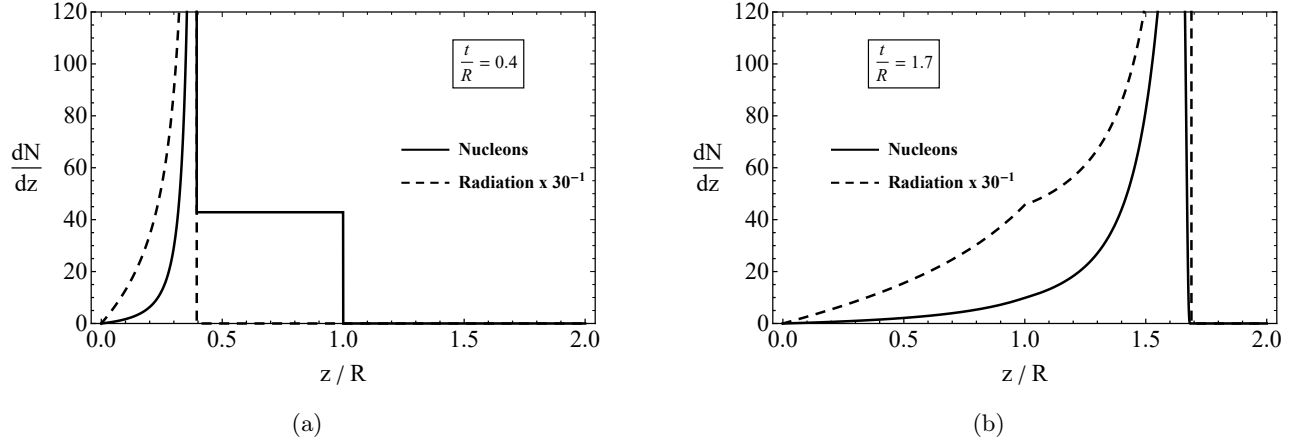 120
100
80
60
40
20
0
dN
dz
t
R
= 0.4
Nucleons
Radiation x 30⁻¹
0.0 0.5 1.0 1.5 2.0
z / R
(a)
120
100
80
60
40
20
0
dN
dz
t
R
= 1.7
Nucleons
Radiation x 30⁻¹
0.0 0.5 1.0 1.5 2.0
z / R
(b)